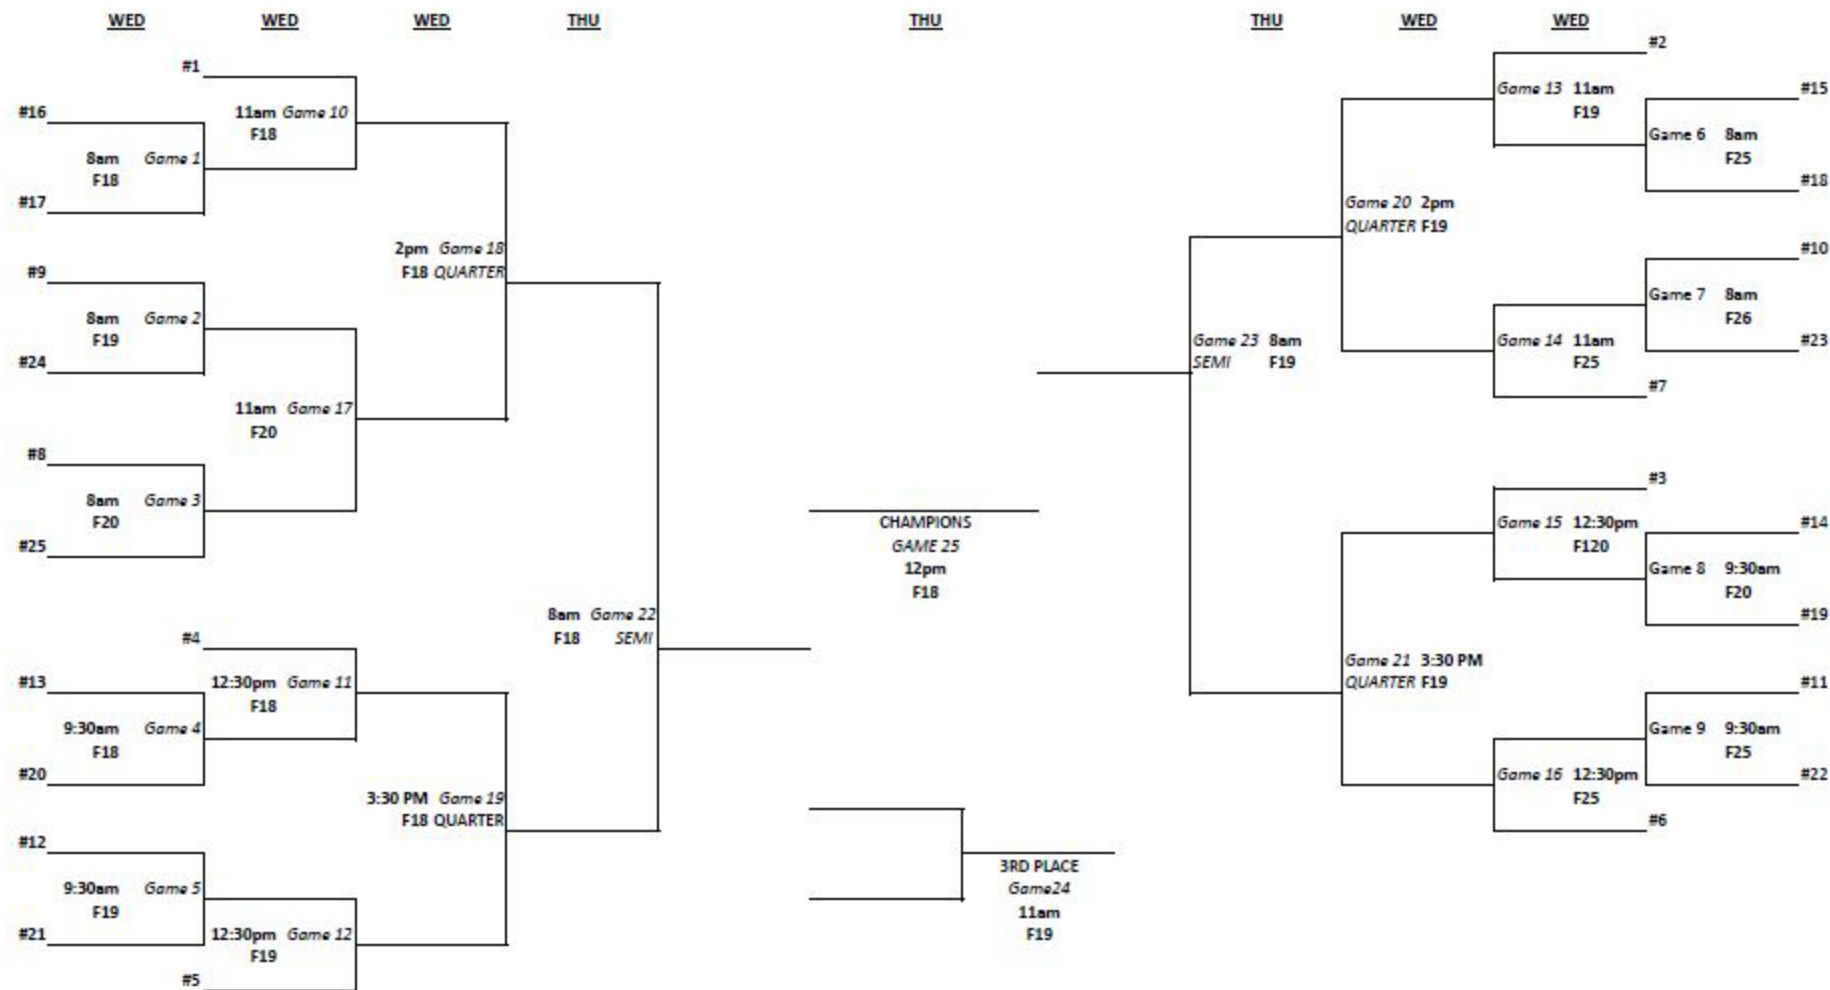 WED WED WED THU THU THU WED WED
#1
#16
11am Game 10
F18
8am Game 1
F18
#17
2pm Game 18
F18 QUARTER
#9
8am Game 2
F19
#24
11am Game 17
F20
#8
8am Game 3
F20
#25
8am Game 22
F18 SEMI
#4
#13
12:30pm Game 11
F18
9:30am Game 4
F18
#20
3:30 PM Game 19
F18 QUARTER
#12
9:30am Game 5
F19
#21
12:30pm Game 12
F19
#5
CHAMPIONS
GAME 25
12pm
F18
3RD PLACE
Game24
11am
F19
#2
Game 13 11am
F19
#15
Game 6 8am
F25
#18
Game 20 2pm
QUARTER F19
#10
Game 7 8am
F26
#23
Game 14 11am
F25
#7
Game 23 8am
SEMI F19
#3
Game 15 12:30pm
F120
#14
Game 8 9:30am
F20
#19
Game 21 3:30 PM
QUARTER F19
#11
Game 9 9:30am
F25
#22
Game 16 12:30pm
F25
#6